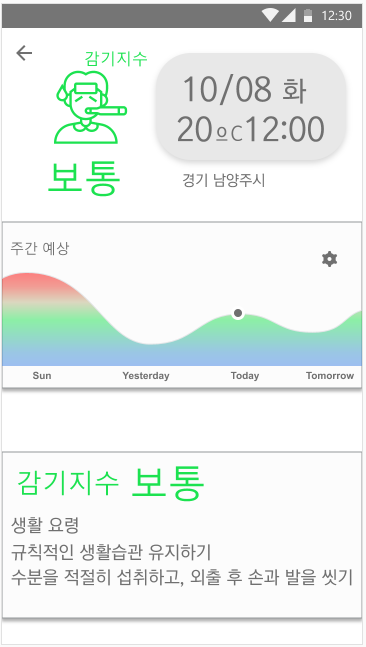 12:30
감기지수
보통
10/08 화
20ºC12:00
경기 남양주시
주간 예상
Sun Yesterday Today Tomorrow
감기지수 보통
생활 요령
규칙적인 생활습관 유지하기
수분을 적절히 섭취하고, 외출 후 손과 발을 씻기